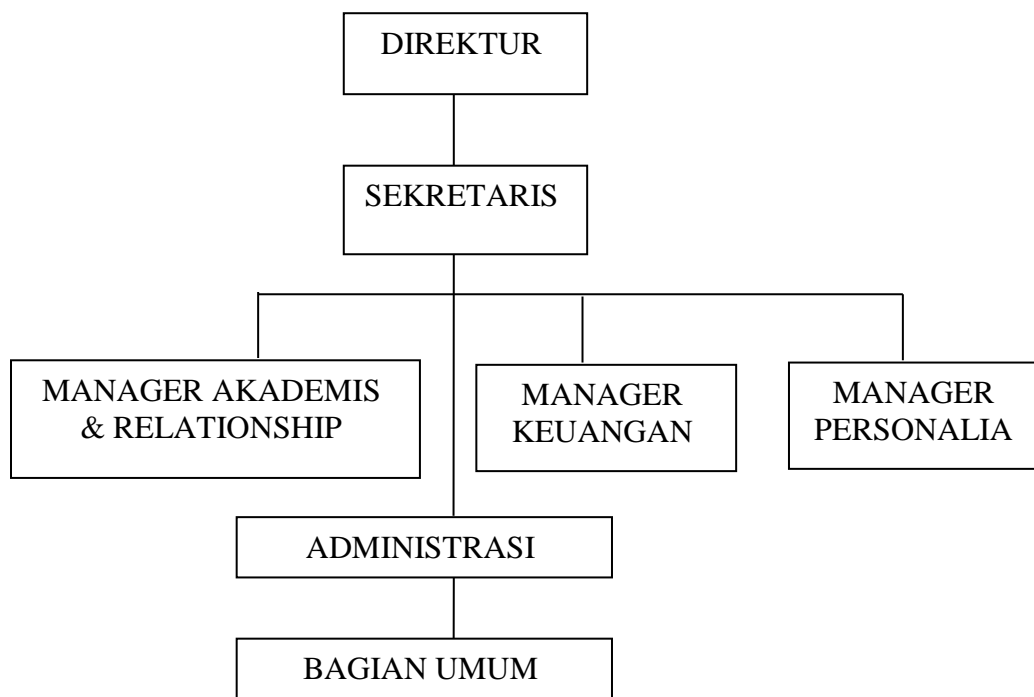 DIREKTUR
SEKRETARIS
MANAGER AKADEMIS
& RELATIONSHIP
MANAGER
KEUANGAN
MANAGER
PERSONALIA
ADMINISTRASI
BAGIAN UMUM